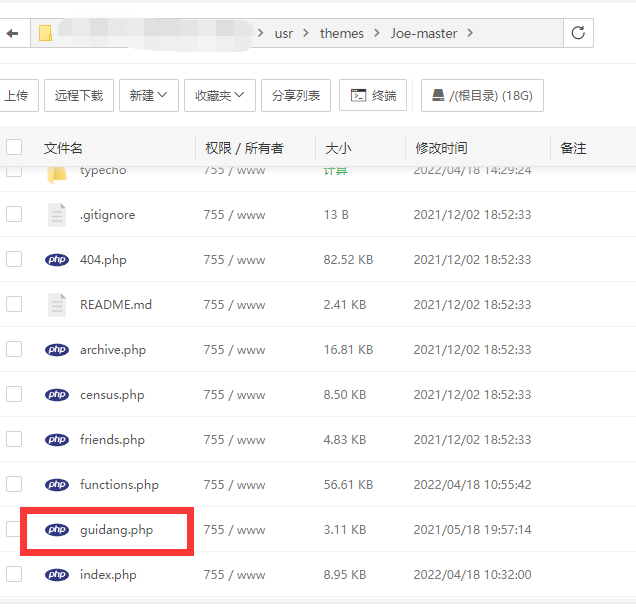 usr > themes > Joe-master >
上传 远程下载 新建 收藏夹 分享列表 终端 /(根目录) (18G)
文件名 权限 / 所有者 大小 修改时间 备注
typecho 755 / www 计算 2022/04/18 14:29:24
.gitignore 755 / www 13 B 2021/12/02 18:52:33
php 404.php 755 / www 82.52 KB 2021/12/02 18:52:33
README.md 755 / www 2.41 KB 2021/12/02 18:52:33
php archive.php 755 / www 16.81 KB 2021/12/02 18:52:33
php census.php 755 / www 8.50 KB 2021/12/02 18:52:33
php friends.php 755 / www 4.83 KB 2021/12/02 18:52:33
php functions.php 755 / www 56.61 KB 2022/04/18 10:55:42
php guidang.php 755 / www 3.11 KB 2021/05/18 19:57:14
php index.php 755 / www 8.95 KB 2022/04/18 10:32:00